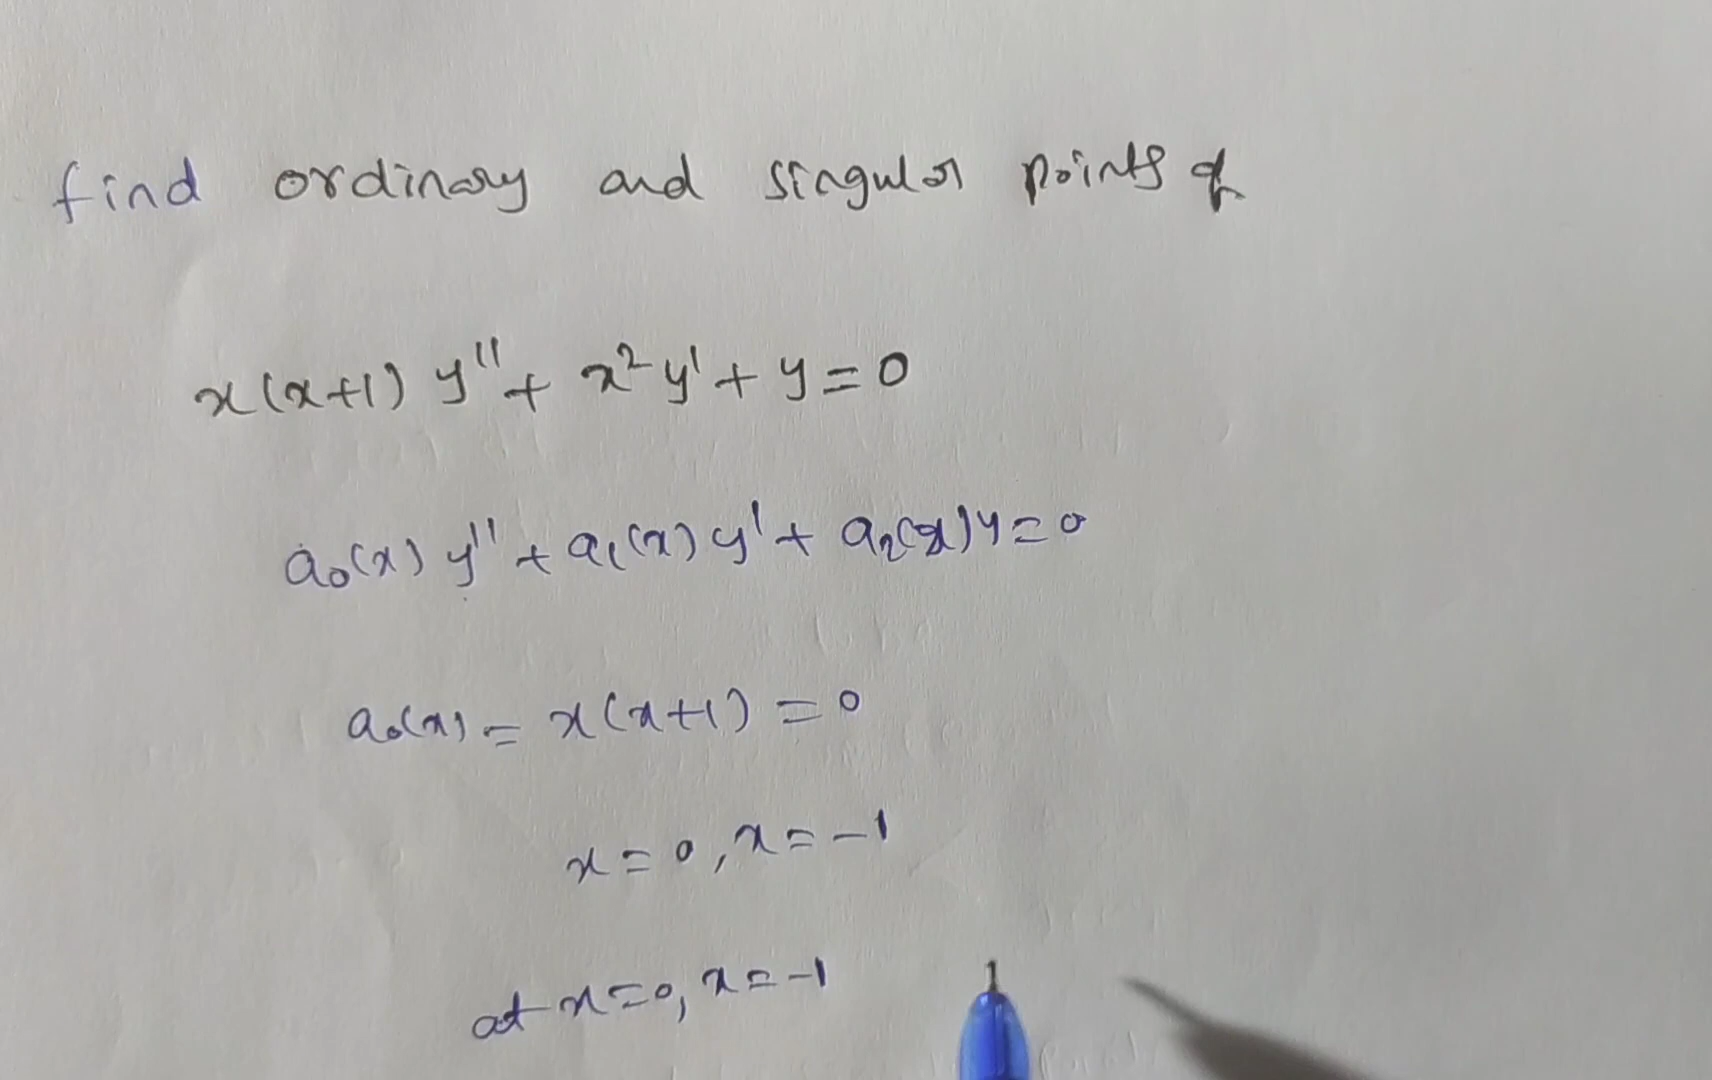 find ordinary and singular points of
x(x+1) y'' + x² y' + y = 0
a₀(x) y'' + a₁(x) y' + a₂(x) y = 0
a₀(x) = x(x+1) = 0
x = 0, x = -1
at x = 0, x = -1